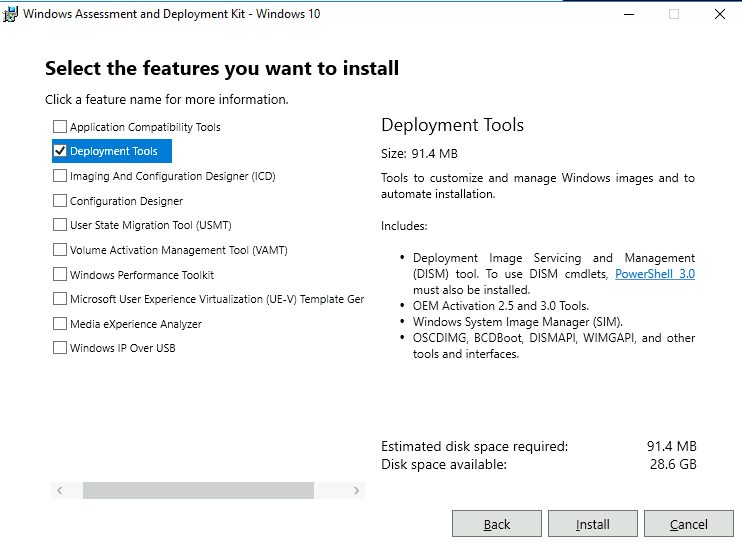 Windows Assessment and Deployment Kit - Windows 10
Select the features you want to install
Click a feature name for more information.
Application Compatibility Tools
Deployment Tools
Imaging And Configuration Designer (ICD)
Configuration Designer
User State Migration Tool (USMT)
Volume Activation Management Tool (VAMT)
Windows Performance Toolkit
Microsoft User Experience Virtualization (UE-V) Template Ger
Media eXperience Analyzer
Windows IP Over USB
Deployment Tools
Size: 91.4 MB
Tools to customize and manage Windows images and to
automate installation.
Includes:
• Deployment Image Servicing and Management
(DISM) tool. To use DISM cmdlets, PowerShell 3.0
must also be installed.
• OEM Activation 2.5 and 3.0 Tools.
• Windows System Image Manager (SIM).
• OSCDIMG, BCDBoot, DISMAPI, WIMGAPI, and other
tools and interfaces.
Estimated disk space required: 91.4 MB
Disk space available: 28.6 GB
Back Install Cancel